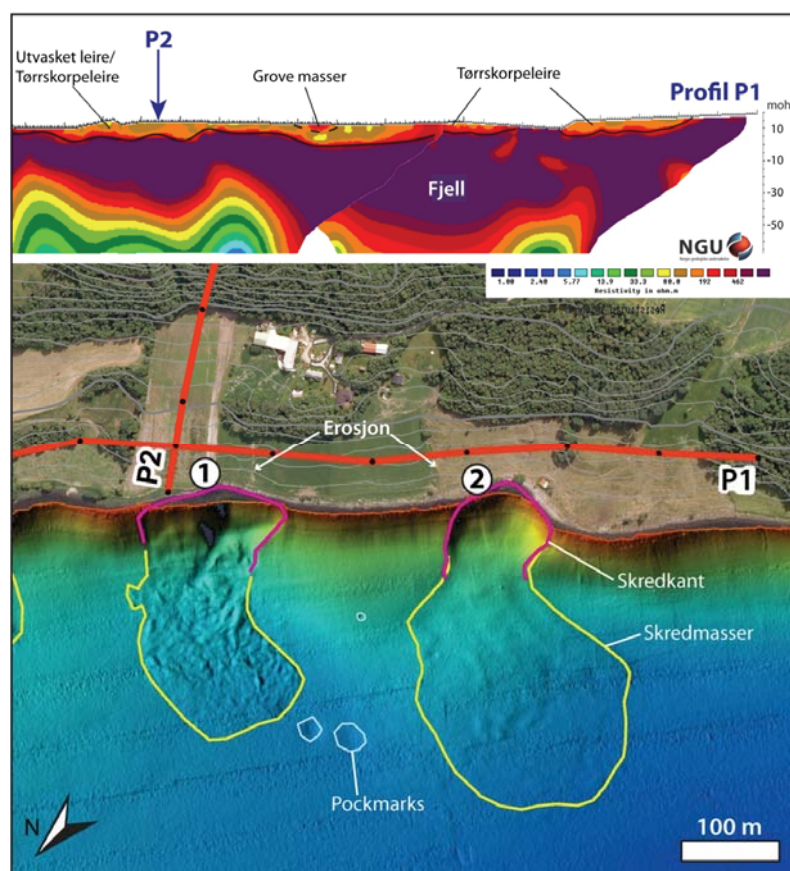 P2
Utvasket leire/
Tørrskorpeleire
Grove masser
Tørrskorpeleire
Profil P1
moh
10
-10
-30
-50
Fjell
NGU
1.00 2.40 5.77 13.9 33.3 80.0 192 462
Resistivity in ohm.m
Erosjon
P2
1
2
P1
Skredkant
Skredmasser
Pockmarks
N
100 m